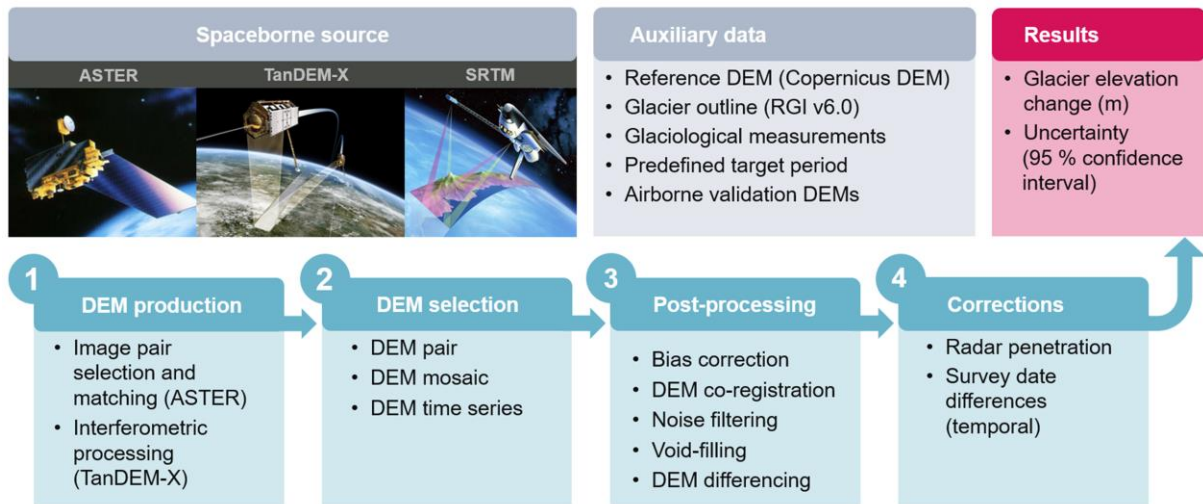 Spaceborne source
ASTER
TanDEM-X
SRTM
Auxiliary data
• Reference DEM (Copernicus DEM)
• Glacier outline (RGI v6.0)
• Glaciological measurements
• Predefined target period
• Airborne validation DEMs
Results
• Glacier elevation
change (m)
• Uncertainty
(95 % confidence
interval)
1
DEM production
• Image pair
selection and
matching (ASTER)
• Interferometric
processing
(TanDEM-X)
2
DEM selection
• DEM pair
• DEM mosaic
• DEM time series
3
Post-processing
• Bias correction
• DEM co-registration
• Noise filtering
• Void-filling
• DEM differencing
4
Corrections
• Radar penetration
• Survey date
differences
(temporal)